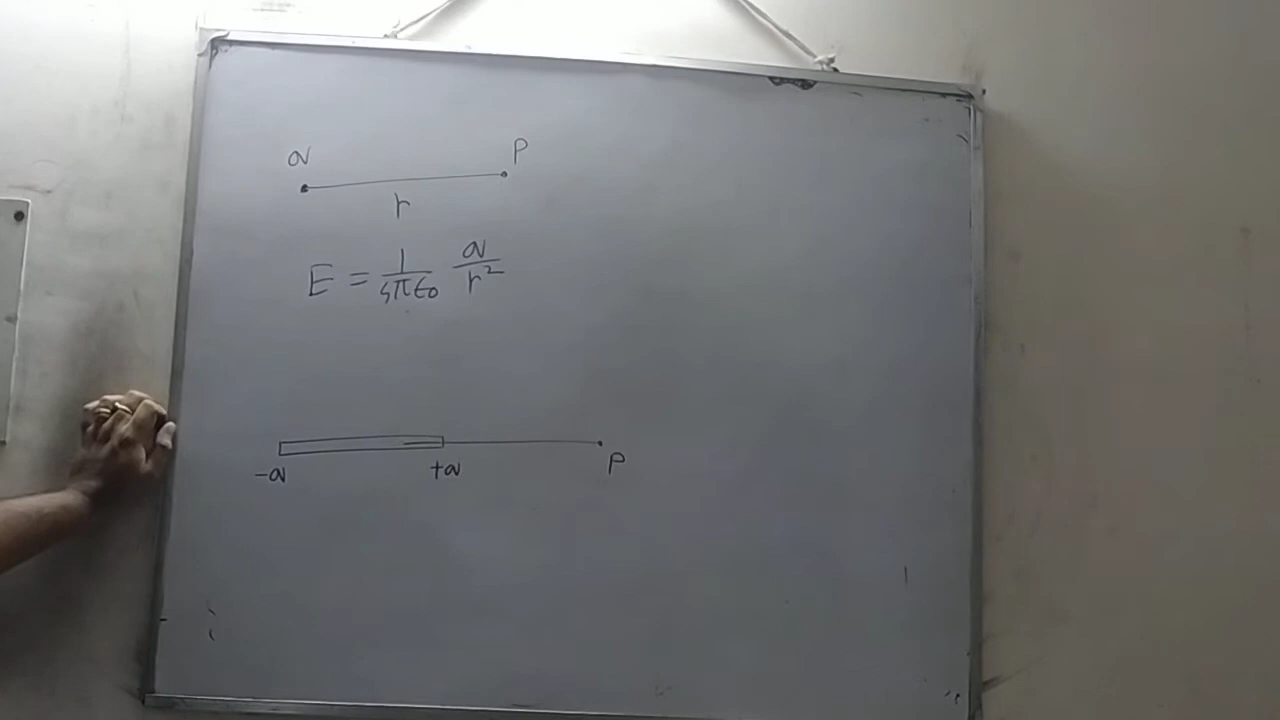 q P
r
E = 1/4πϵ₀ q/r²
-q +q P